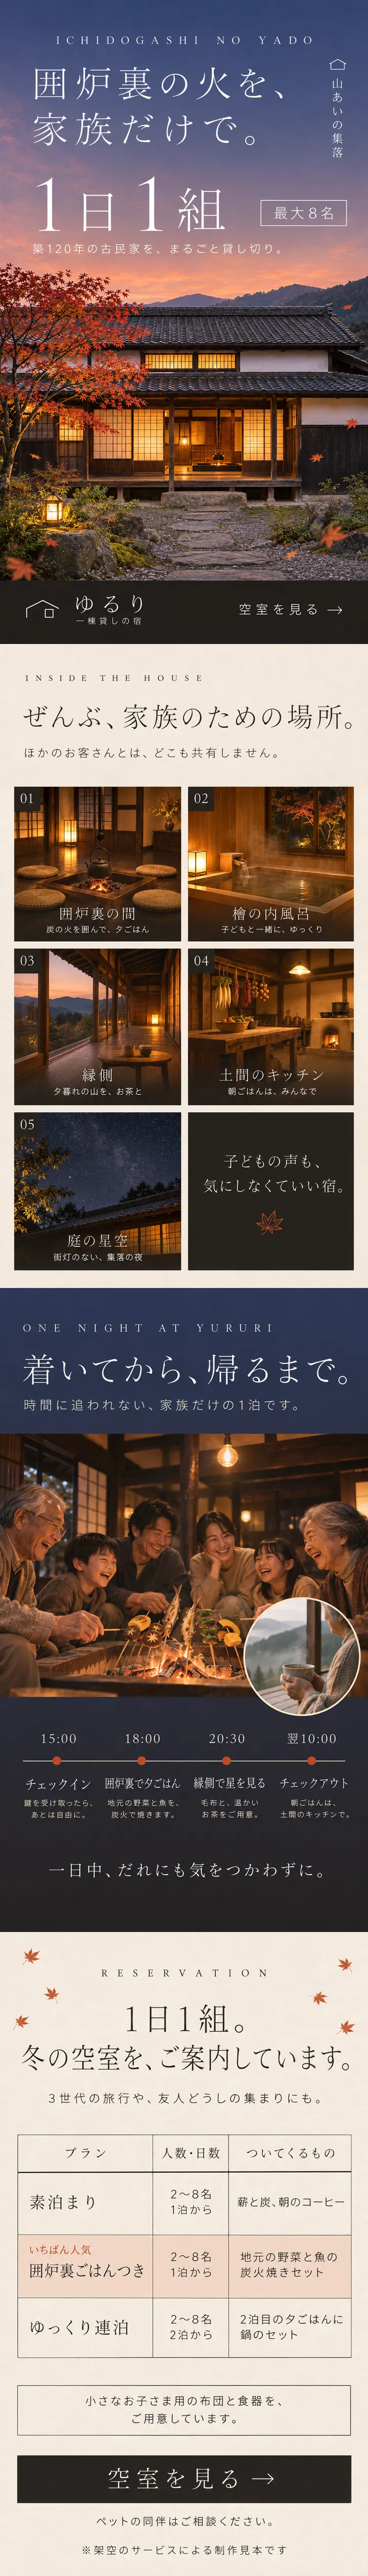 ICHIDOGASHI NO YADO
囲炉裏の火を、
家族だけで。
山あいの集落
1日1組
最大8名
築120年の古民家を、まるごと貸し切り。
ゆるり
一棟貸しの宿
空室を見る →
INSIDE THE HOUSE
ぜんぶ、家族のための場所。
ほかのお客さんとは、どこも共有しません。
01
囲炉裏の間
炭の火を囲んで、夕ごはん
02
檜の内風呂
子どもと一緒に、ゆっくり
03
縁側
夕暮れの山を、お茶と
04
土間のキッチン
朝ごはんは、みんなで
05
庭の星空
街灯のない、集落の夜
子どもの声も、
気にしなくていい宿。
ONE NIGHT AT YURURI
着いてから、帰るまで。
時間に追われない、家族だけの1泊です。
15:00
チェックイン
鍵を受け取ったら、
あとは自由に。
18:00
囲炉裏で夕ごはん
地元の野菜と魚を、
炭火で焼きます。
20:30
縁側で星を見る
毛布と、温かい
お茶をご用意。
翌10:00
チェックアウト
朝ごはんは、
土間のキッチンで。
一日中、だれにも気をつかわずに。
RESERVATION
1日1組。
冬の空室を、ご案内しています。
3世代の旅行や、友人どうしの集まりにも。
プラン 人数・日数 ついてくるもの
素泊まり
2〜8名
1泊から
薪と炭、朝のコーヒー
いちばん人気
囲炉裏ごはんつき
2〜8名
1泊から
地元の野菜と魚の
炭火焼きセット
ゆっくり連泊
2〜8名
2泊から
2泊目の夕ごはんに
鍋のセット
小さなお子さま用の布団と食器を、
ご用意しています。
空室を見る →
ペットの同伴はご相談ください。
※架空のサービスによる制作見本です